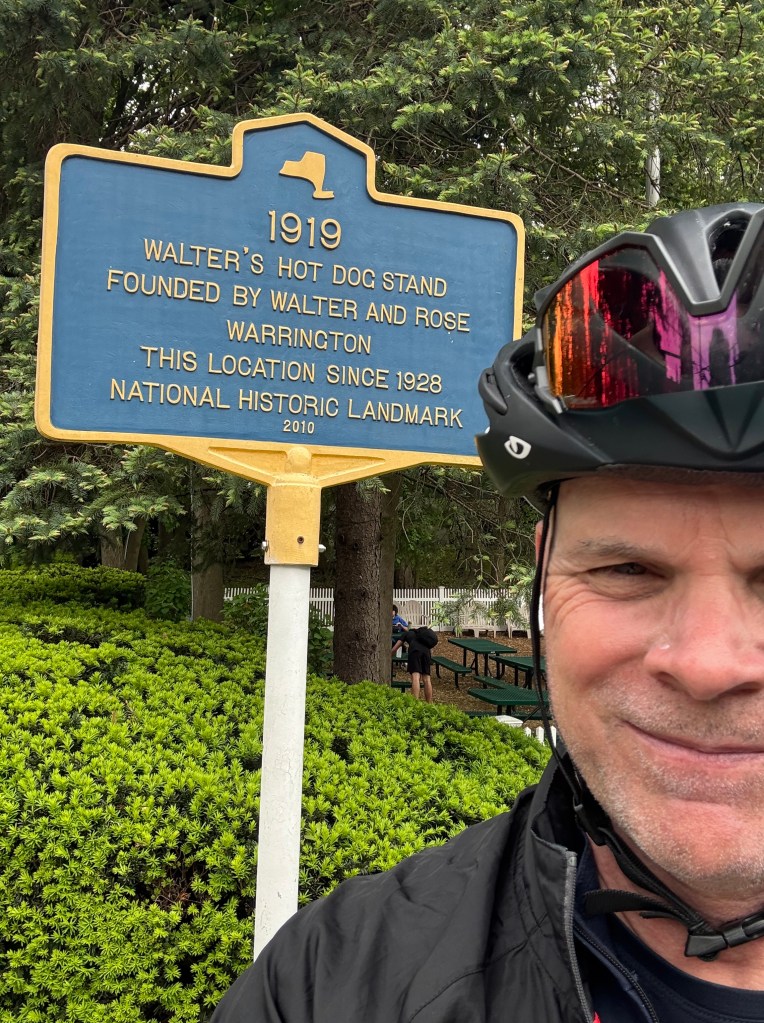 1919
WALTER'S HOT DOG STAND
FOUNDED BY WALTER AND ROSE
WARRINGTON
THIS LOCATION SINCE 1928
NATIONAL HISTORIC LANDMARK
2010